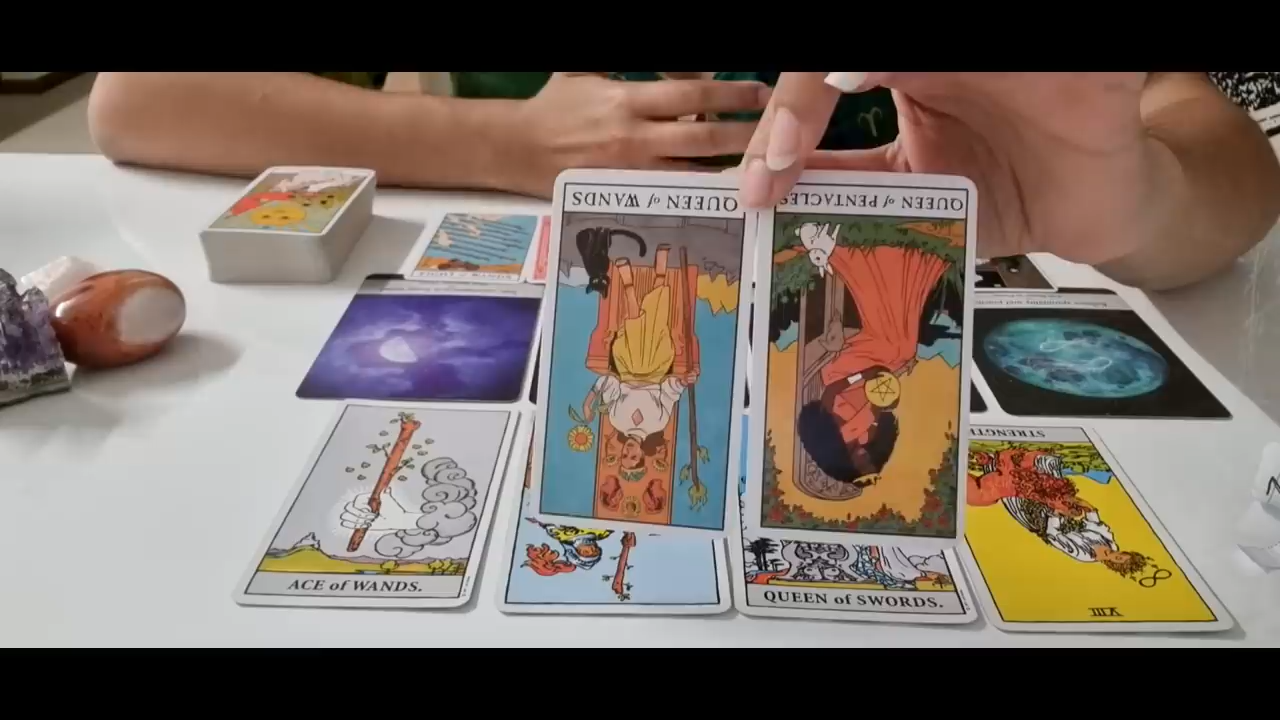 QUEEN of WANDS
QUEEN of PENTACLES
STRENGTH
ACE of WANDS.
QUEEN of SWORDS.
VIII